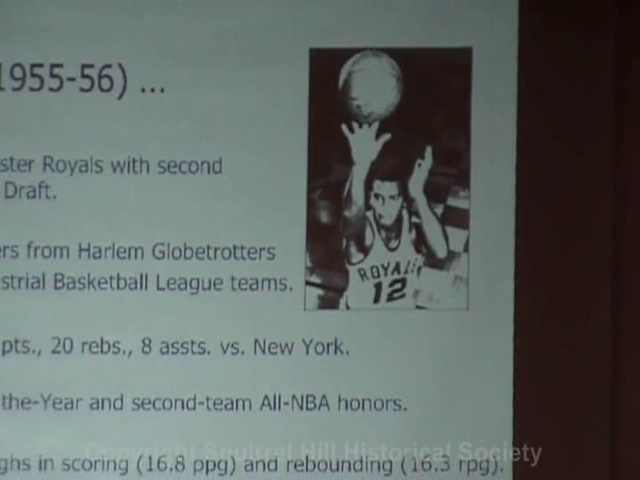 1955-56) ...
ster Royals with second
Draft.
ers from Harlem Globetrotters
strial Basketball League teams.
pts., 20 rebs., 8 assts. vs. New York.
the-Year and second-team All-NBA honors.
ghs in scoring (16.8 ppg) and rebounding (16.3 rpg).
ROYALS
12
Copyright Squirrel Hill Historical Society